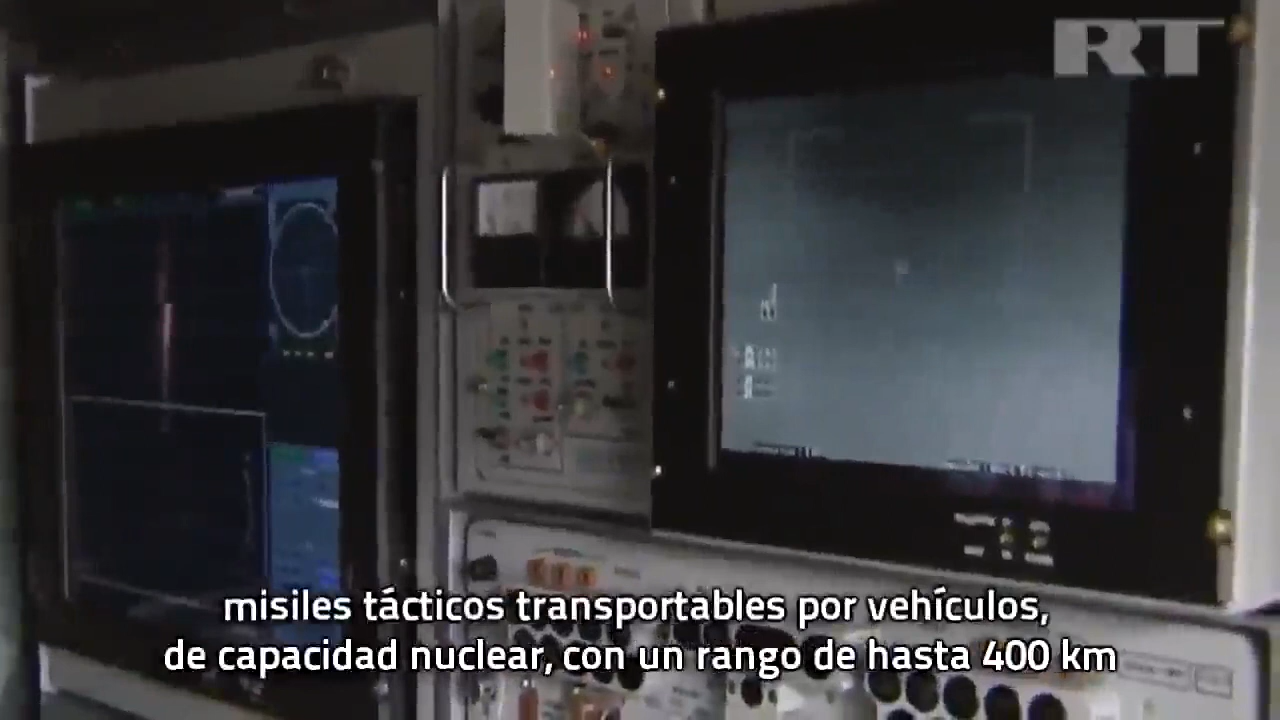 RT
misiles tácticos transportables por vehículos,
de capacidad nuclear, con un rango de hasta 400 km